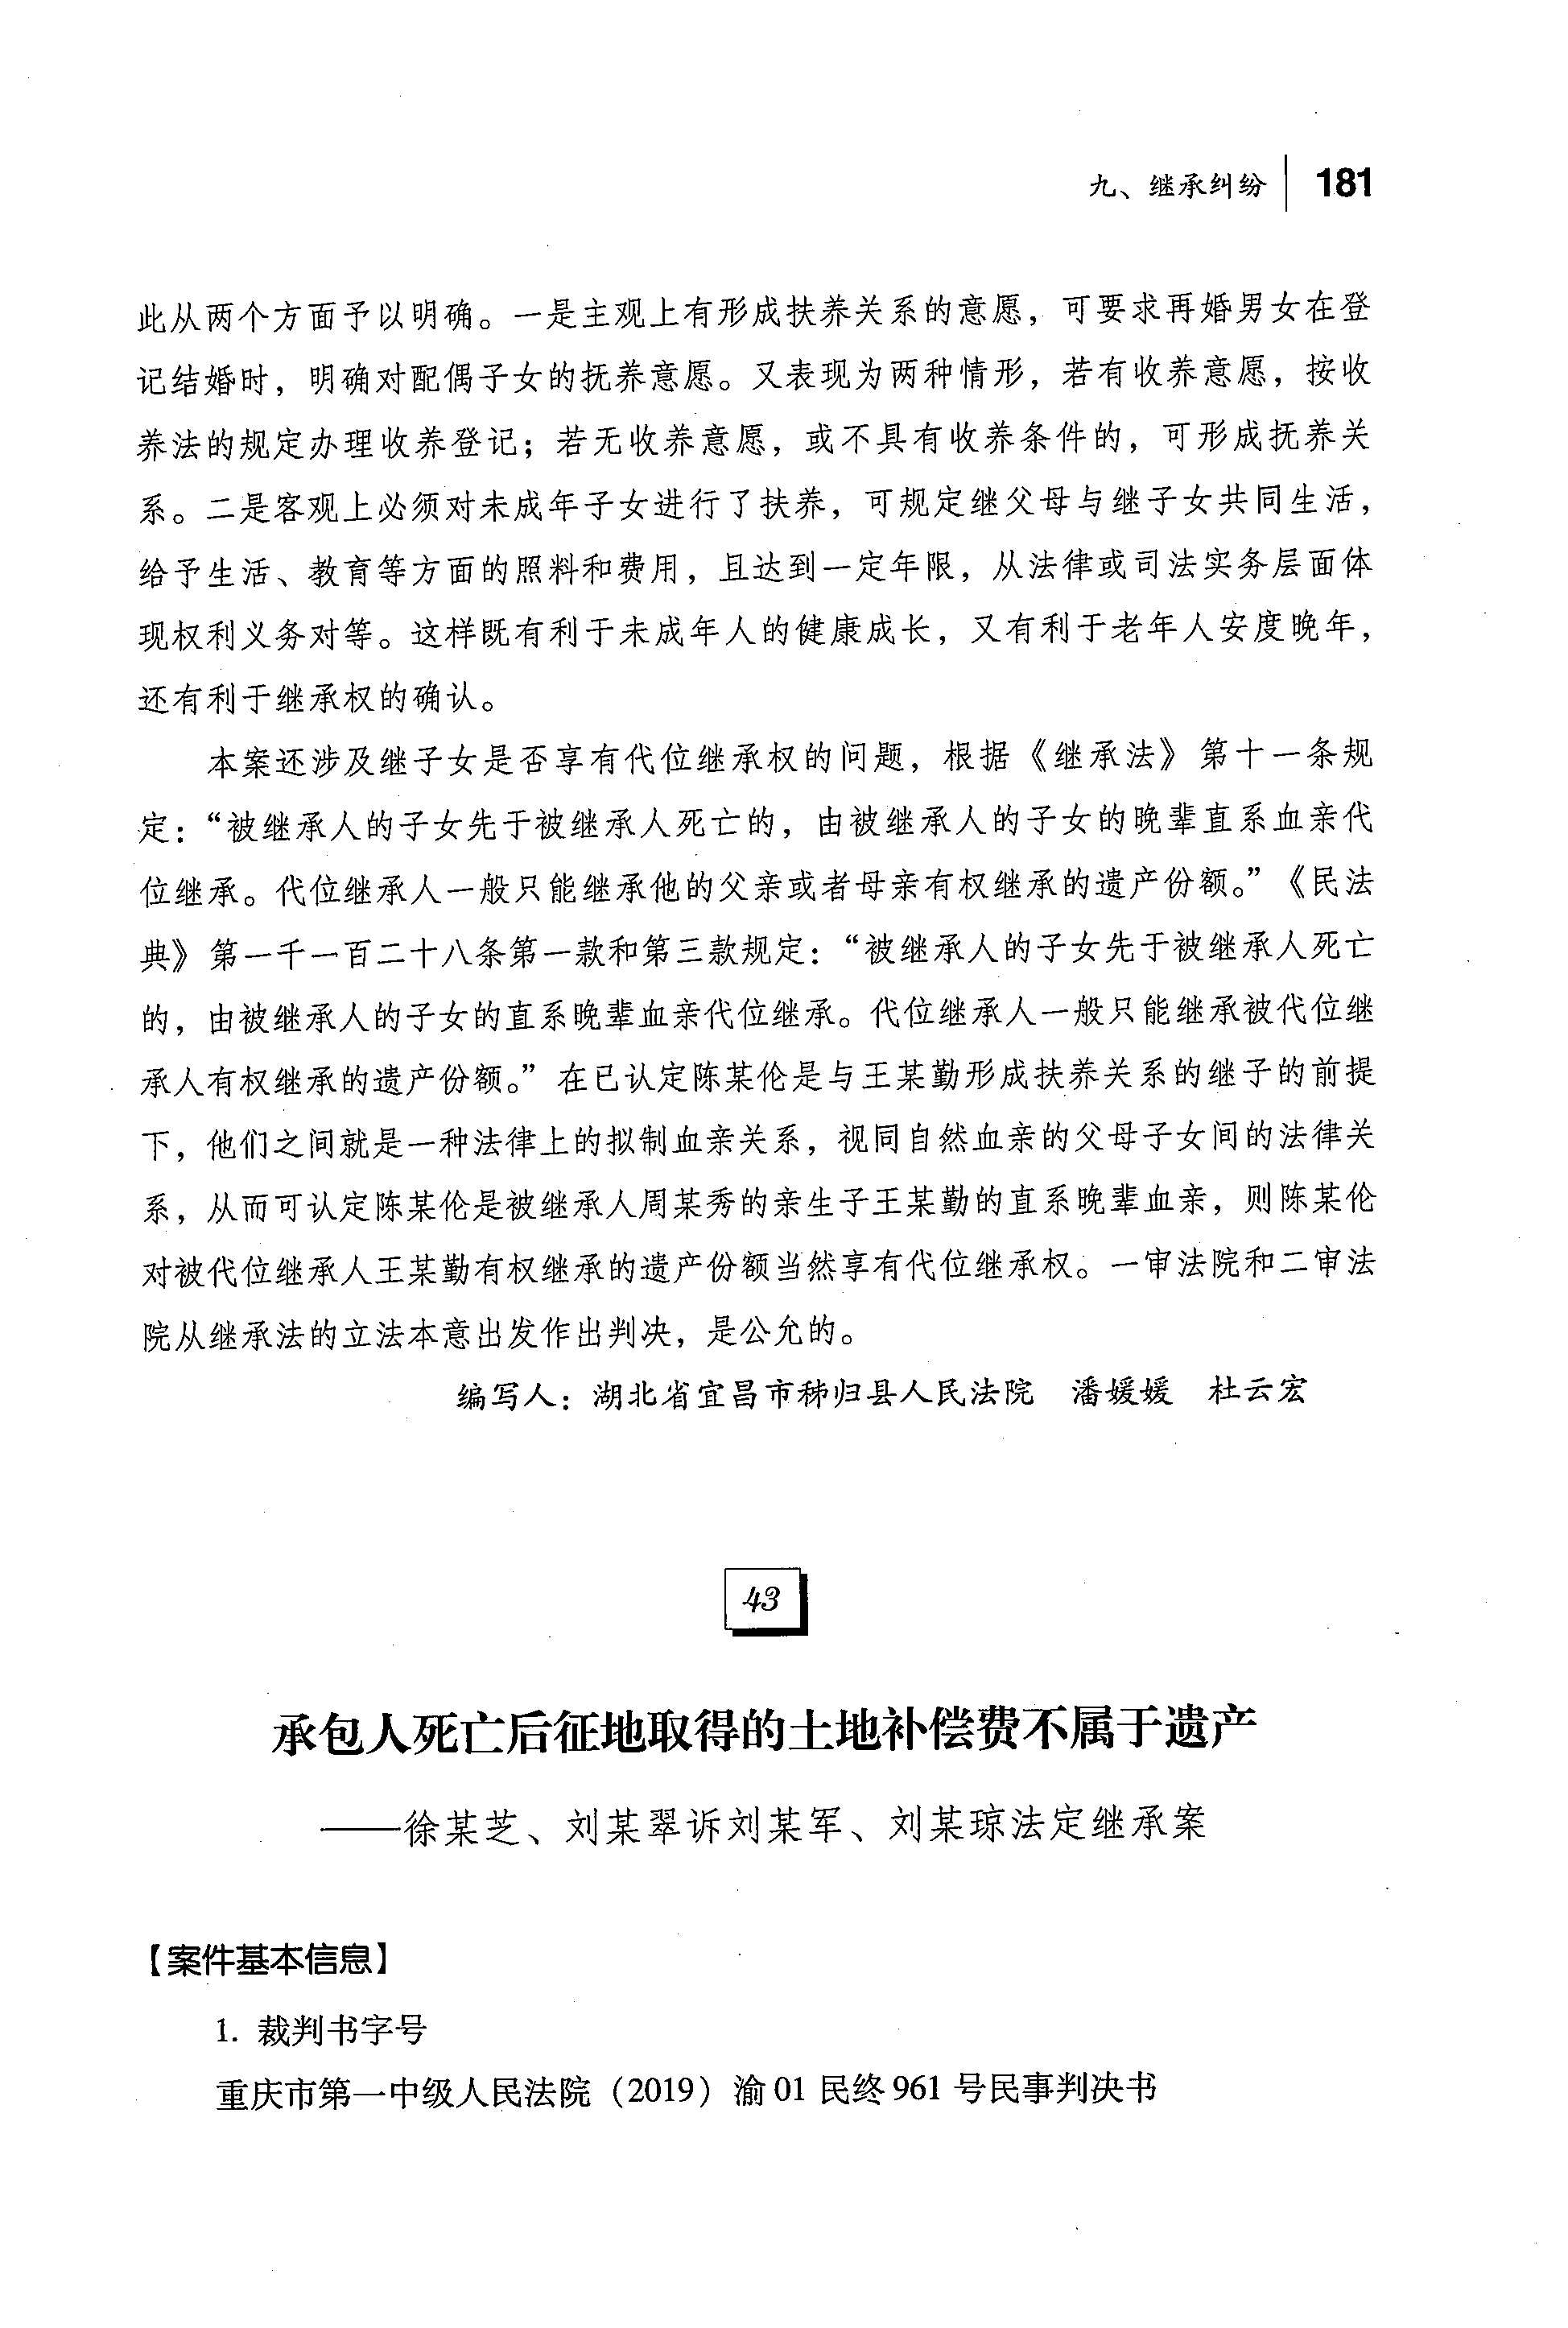 九、继承纠纷 181
此从两个方面予以明确。一是主观上有形成扶养关系的意愿，可要求再婚男女在登
记结婚时，明确对配偶子女的抚养意愿。又表现为两种情形，若有收养意愿，按收
养法的规定办理收养登记；若无收养意愿，或不具有收养条件的，可形成抚养关
系。二是客观上必须对未成年子女进行了扶养，可规定继父母与继子女共同生活，
给予生活、教育等方面的照料和费用，且达到一定年限，从法律或司法实务层面体
现权利义务对等。这样既有利于未成年人的健康成长，又有利于老年人安度晚年，
还有利于继承权的确认。
本案还涉及继子女是否享有代位继承权的问题，根据《继承法》第十一条规
定：“被继承人的子女先于被继承人死亡的，由被继承人的子女的晚辈直系血亲代
位继承。代位继承人一般只能继承他的父亲或者母亲有权继承的遗产份额。”《民法
典》第一千一百二十八条第一款和第三款规定：“被继承人的子女先于被继承人死亡
的，由被继承人的子女的直系晚辈血亲代位继承。代位继承人一般只能继承被代位继
承人有权继承的遗产份额。”在已认定陈某伦是与王某勤形成扶养关系的继子的前提
下，他们之间就是一种法律上的拟制血亲关系，视同自然血亲的父母子女间的法律关
系，从而可认定陈某伦是被继承人周某秀的亲生子王某勤的直系晚辈血亲，则陈某伦
对被代位继承人王某勤有权继承的遗产份额当然享有代位继承权。一审法院和二审法
院从继承法的立法本意出发作出判决，是公允的。
编写人：湖北省宜昌市秭归县人民法院 潘媛媛 杜云宏
43
承包人死亡后征地取得的土地补偿费不属于遗产
——徐某芝、刘某翠诉刘某军、刘某琼法定继承案
【案件基本信息】
1. 裁判书字号
重庆市第一中级人民法院（2019）渝01民终961号民事判决书